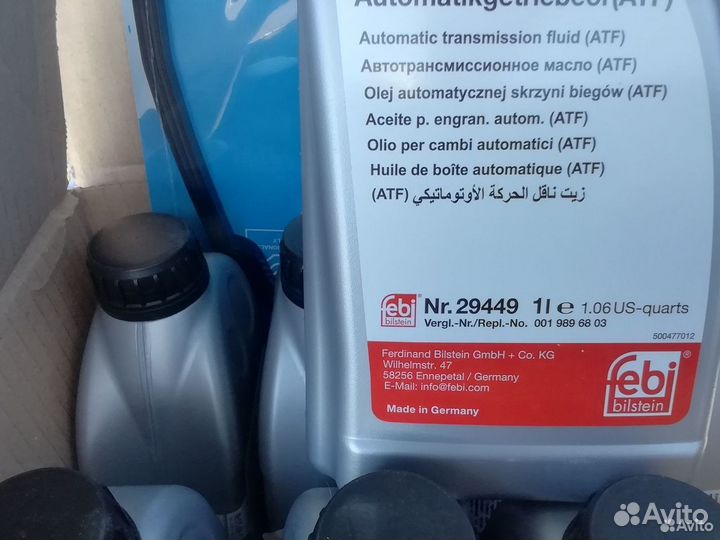 Automatikgetriebeöl(ATF)
Automatic transmission fluid (ATF)
Автотрансмиссионное масло (ATF)
Olej automatycznej skrzyni biegów (ATF)
Aceite p. engran. autom. (ATF)
Olio per cambi automatici (ATF)
Huile de boîte automatique (ATF)
زيت ناقل الحركة الأوتوماتيكي (ATF)
febi bilstein Nr. 29449 1l e 1.06 US-quarts
Vergl.-Nr./Repl.-No. 001 989 68 03
500477012
Ferdinand Bilstein GmbH + Co. KG
Wilhelmstr. 47
58256 Ennepetal / Germany
E-Mail: info@febi.com
Made in Germany
febi
bilstein
Avito
Avito